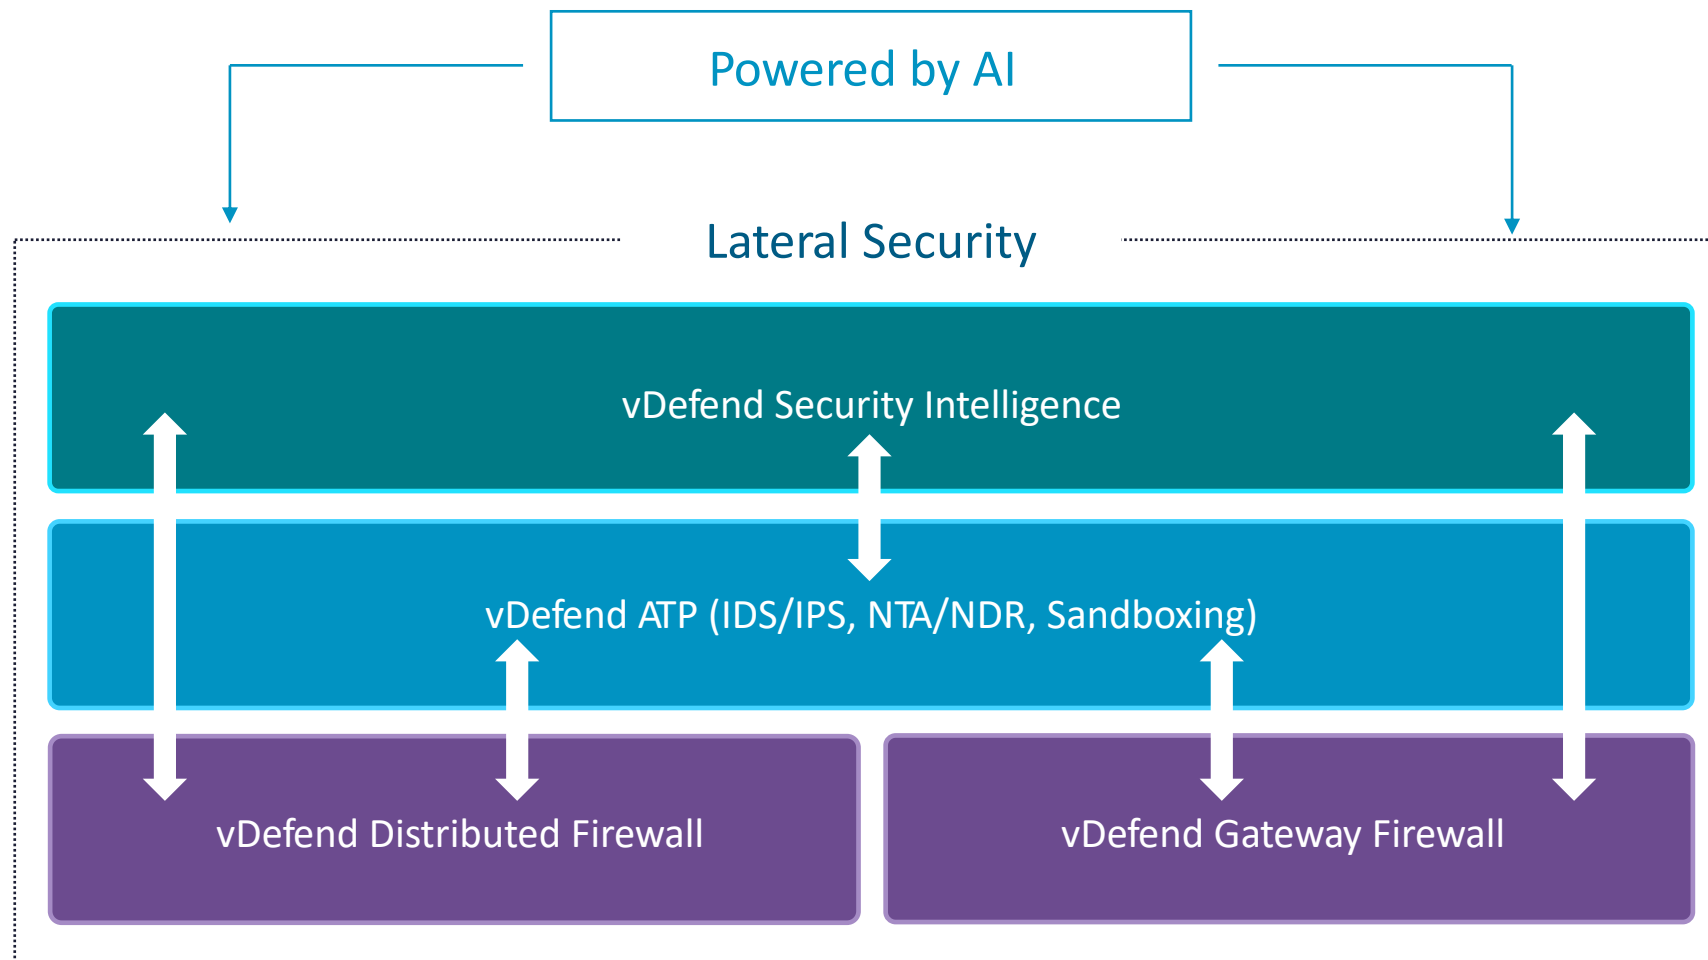 Powered by AI
Lateral Security
vDefend Security Intelligence
vDefend ATP (IDS/IPS, NTA/NDR, Sandboxing)
vDefend Distributed Firewall
vDefend Gateway Firewall